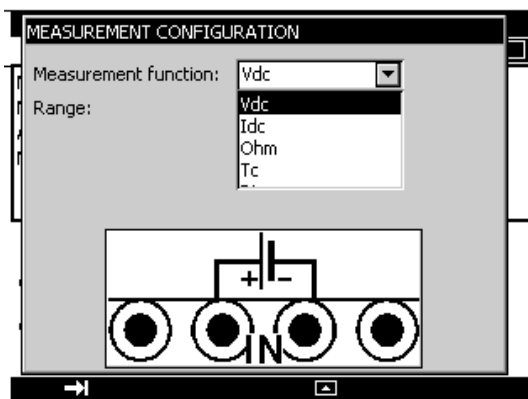 MEASUREMENT CONFIGURATION
Measurement function: Vdc
Range:
Vdc
Idc
Ohm
Tc
+ -
IN